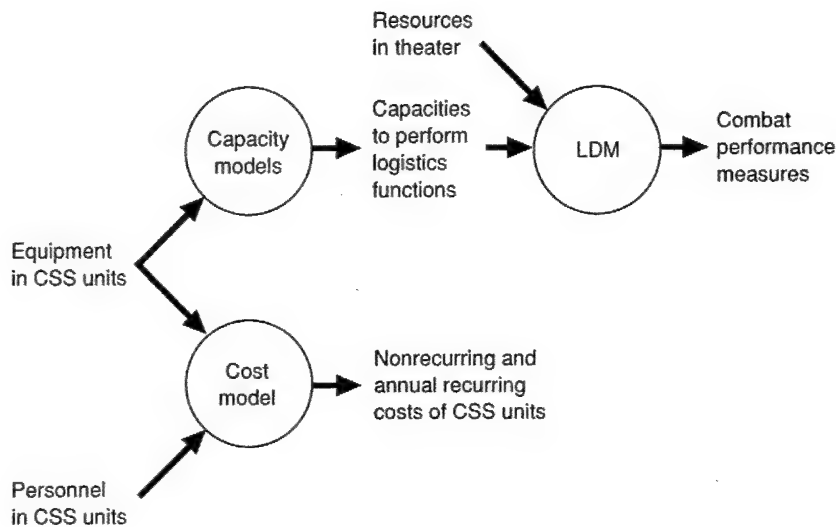 Resources
in theater
Capacity
models
Capacities
to perform
logistics
functions
LDM
Combat
performance
measures
Equipment
in CSS units
Cost
model
Nonrecurring and
annual recurring
costs of CSS units
Personnel
in CSS units